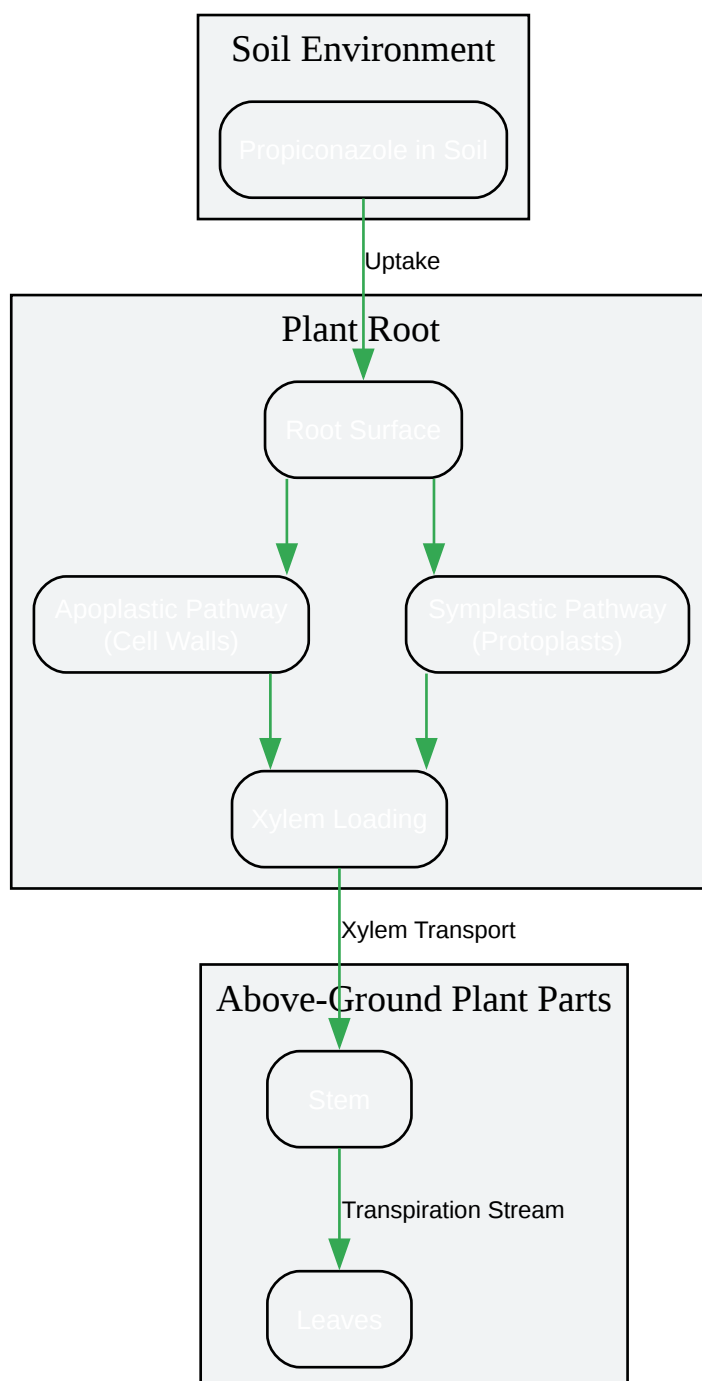 Soil Environment
Propiconazole in Soil
Uptake
Plant Root
Root Surface
Apoplastic Pathway
(Cell Walls)
Symplastic Pathway
(Protoplasts)
Xylem Loading
Xylem Transport
Above-Ground Plant Parts
Stem
Transpiration Stream
Leaves